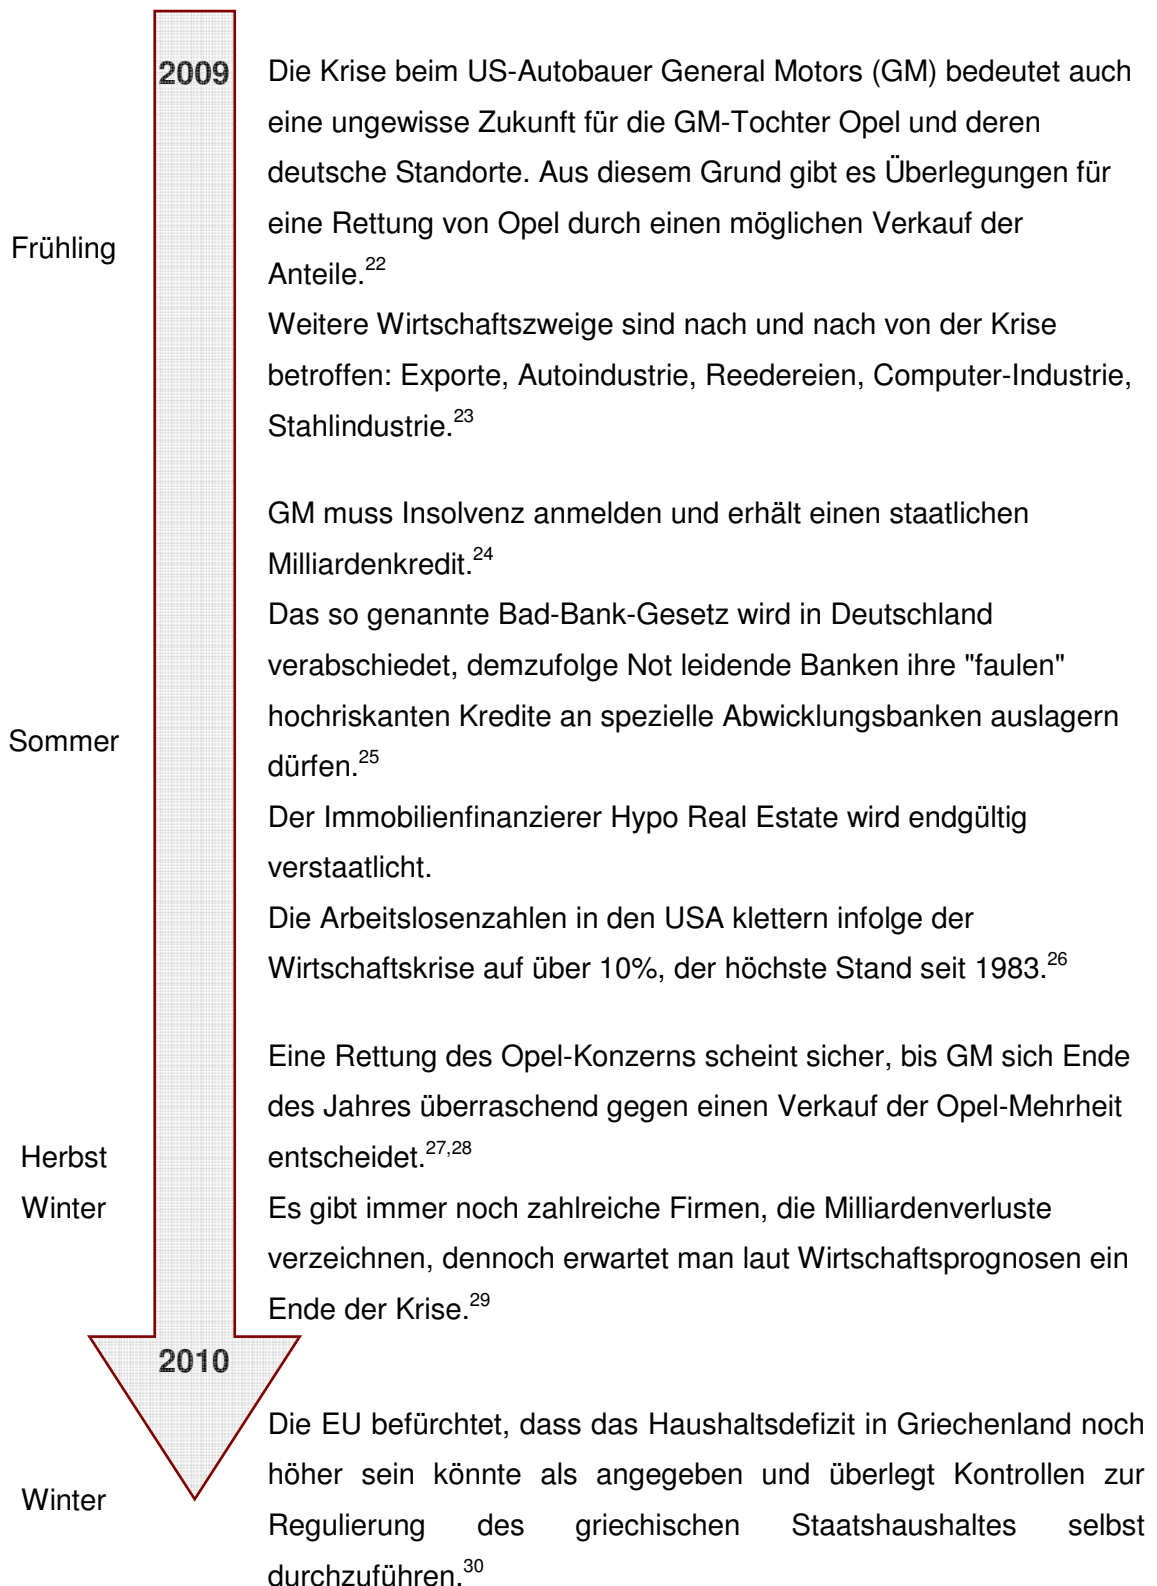 2009
Die Krise beim US-Autobauer General Motors (GM) bedeutet auch
eine ungewisse Zukunft für die GM-Tochter Opel und deren
deutsche Standorte. Aus diesem Grund gibt es Überlegungen für
eine Rettung von Opel durch einen möglichen Verkauf der
Frühling
Anteile.22
Weitere Wirtschaftszweige sind nach und nach von der Krise
betroffen: Exporte, Autoindustrie, Reedereien, Computer-Industrie,
Stahlindustrie.23
GM muss Insolvenz anmelden und erhält einen staatlichen
Milliardenkredit.24
Das so genannte Bad-Bank-Gesetz wird in Deutschland
verabschiedet, demzufolge Not leidende Banken ihre "faulen"
hochriskanten Kredite an spezielle Abwicklungsbanken auslagern
Sommer
dürfen.25
Der Immobilienfinanzierer Hypo Real Estate wird endgültig
verstaatlicht.
Die Arbeitslosenzahlen in den USA klettern infolge der
Wirtschaftskrise auf über 10%, der höchste Stand seit 1983.26
Eine Rettung des Opel-Konzerns scheint sicher, bis GM sich Ende
des Jahres überraschend gegen einen Verkauf der Opel-Mehrheit
Herbst
entscheidet.27,28
Winter
Es gibt immer noch zahlreiche Firmen, die Milliardenverluste
verzeichnen, dennoch erwartet man laut Wirtschaftsprognosen ein
Ende der Krise.29
2010
Die EU befürchtet, dass das Haushaltsdefizit in Griechenland noch
höher sein könnte als angegeben und überlegt Kontrollen zur
Winter
Regulierung des griechischen Staatshaushaltes selbst
durchzuführen.30